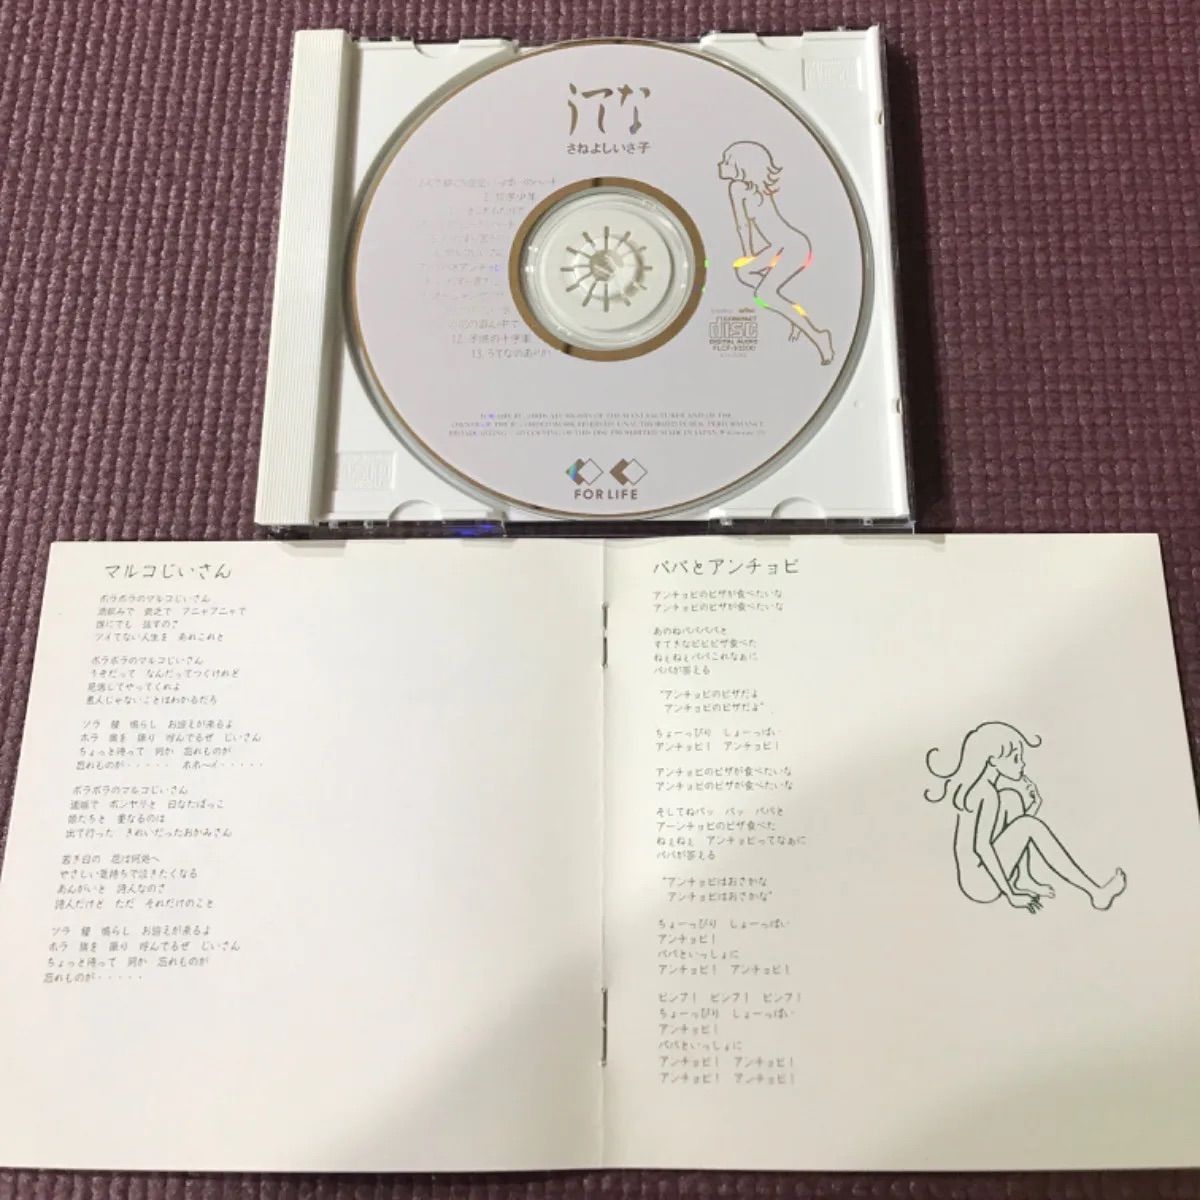 うてな
さねよしいさ子
12. 子供の十字軍
13. うてなのありか
COMPACT
DISC
DIGITAL AUDIO
FOR LIFE
マルコじいさん
ボラボラのマルコじいさん
酒飲みで 貧乏で アニャアニャで
誰にでも 話すのさ
ツイてない人生を あれこれと
ボラボラのマルコじいさん
うそだって なんだってつくけれど
見逃してやってくれよ
悪人じゃないことはわかるだろ
ソラ 鐘 鳴らし お迎えが来るよ
ホラ 旗を 振り 呼んでるぜ じいさん
ちょっと待って 何か 忘れものが
忘れものが・・・・・ ホホ〜イ・・・・・
ボラボラのマルコじいさん
道端で ボンヤリと 日なたぼっこ
娘たちと 重なるのは
出て行った きれいだったおかみさん
若き日の 花は何処へ
やさしい気持ちで泣きたくなる
あんがいと 詩人なのさ
詩人だけど ただ それだけのこと
ソラ 鐘 鳴らし お迎えが来るよ
ホラ 旗を 振り 呼んでるぜ じいさん
ちょっと待って 何か 忘れものが
忘れものが・・・・・
パパとアンチョビ
アンチョビのピザが食べたいな
アンチョビのピザが食べたいな
あのねパパパパと
すてきなピピピザ食べた
ねぇねぇパパこれなぁに
パパが答える
"アンチョビのピザだよ
アンチョビのピザだよ"
ちょーっぴり しょーっぱい
アンチョビ! アンチョビ!
アンチョビのピザが食べたいな
アンチョビのピザが食べたいな
そしてねパッ パッ パパと
アーンチョビのピザ食べた
ねぇねぇ アンチョビってなぁに
パパが答える
"アンチョビはおさかな
アンチョビはおさかな"
ちょーっぴり しょーっぱい
アンチョビ!
パパといっしょに
アンチョビ! アンチョビ!
ピンプ! ピンプ! ピンプ!
ちょーっぴり しょーっぱい
アンチョビ!
パパといっしょに
アンチョビ! アンチョビ!
アンチョビ! アンチョビ!